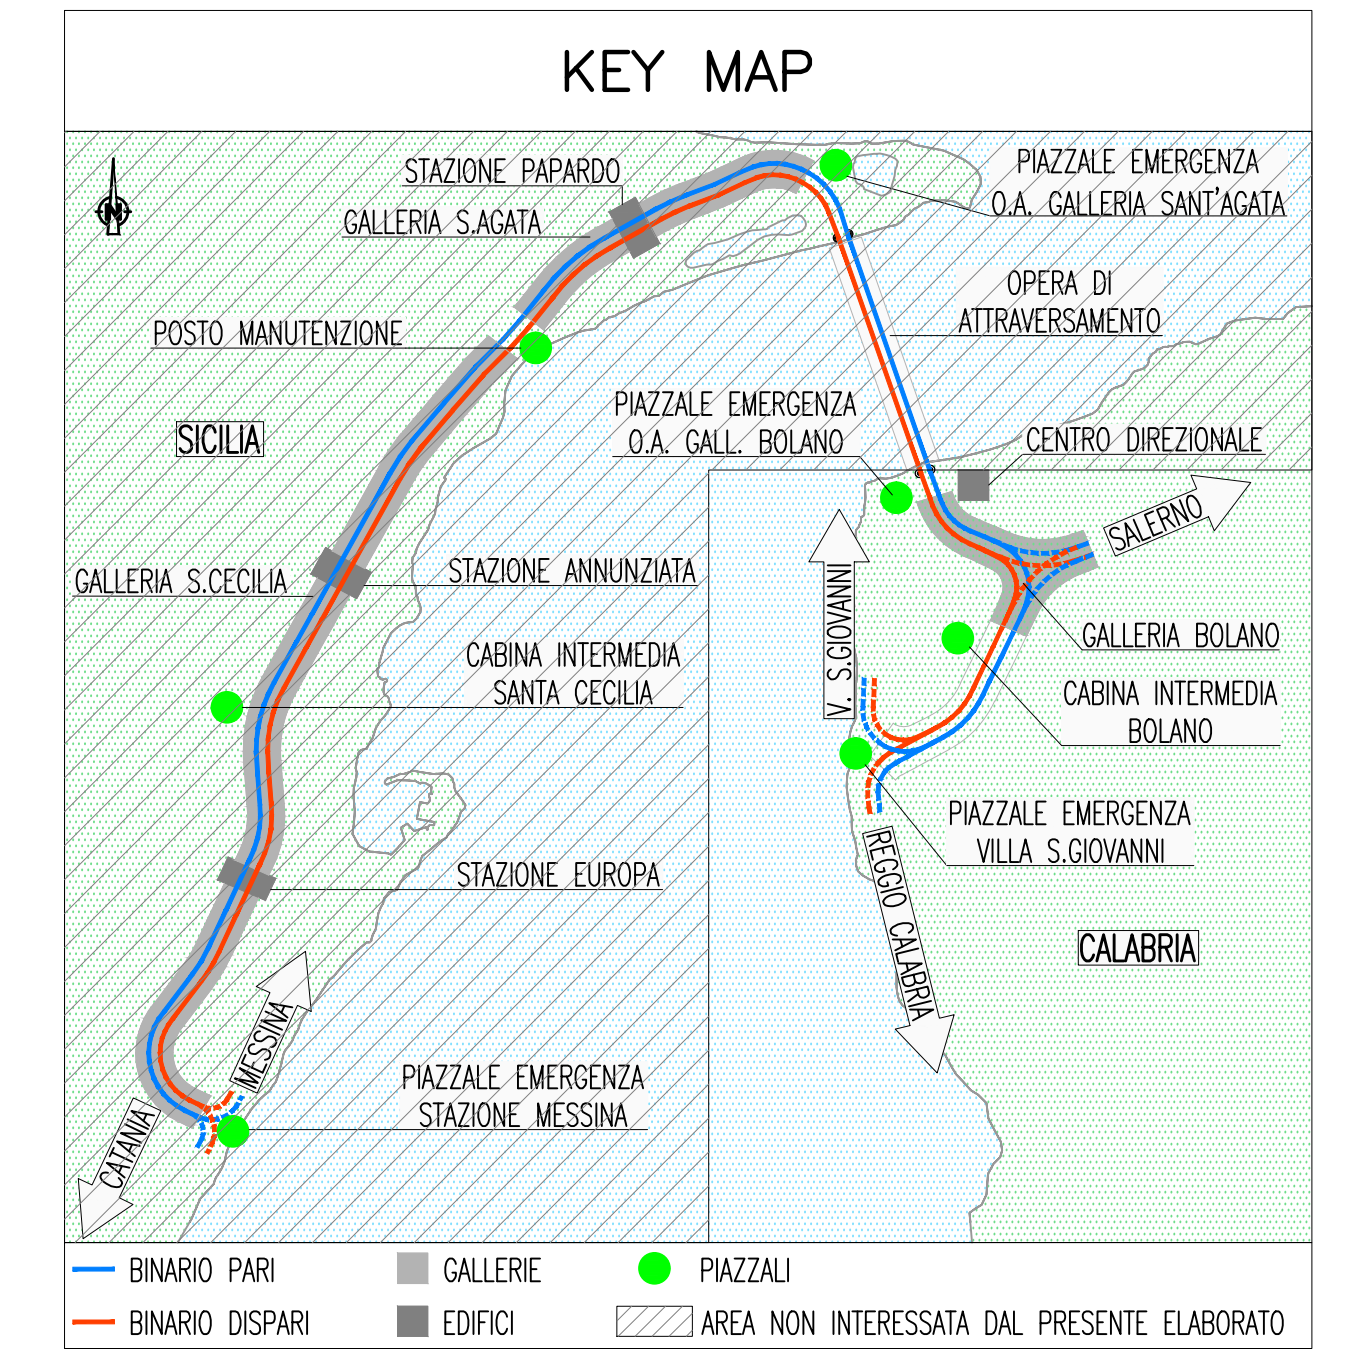 KEY MAP
N
STAZIONE PAPARDO
GALLERIA S.AGATA
PIAZZALE EMERGENZA
O.A. GALLERIA SANT'AGATA
OPERA DI
ATTRAVERSAMENTO
POSTO MANUTENZIONE
SICILIA
PIAZZALE EMERGENZA
O.A. GALL. BOLANO
CENTRO DIREZIONALE
SALERNO
GALLERIA S.CECILIA
STAZIONE ANNUNZIATA
V. S.GIOVANNI
GALLERIA BOLANO
CABINA INTERMEDIA
SANTA CECILIA
CABINA INTERMEDIA
BOLANO
PIAZZALE EMERGENZA
VILLA S.GIOVANNI
STAZIONE EUROPA
REGGIO CALABRIA
CALABRIA
MESSINA
PIAZZALE EMERGENZA
STAZIONE MESSINA
CATANIA
BINARIO PARI
GALLERIE
PIAZZALI
BINARIO DISPARI
EDIFICI
AREA NON INTERESSATA DAL PRESENTE ELABORATO